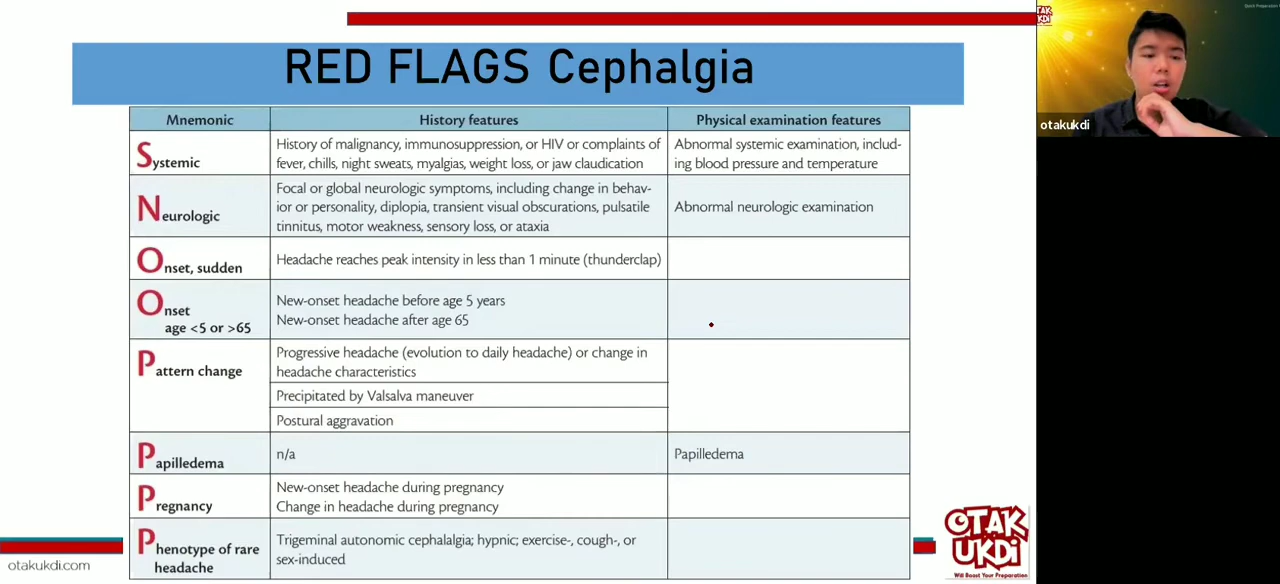 RED FLAGS Cephalgia
Mnemonic
History features
Physical examination features
Systemic
History of malignancy, immunosuppression, or HIV or complaints of
fever, chills, night sweats, myalgias, weight loss, or jaw claudication
Abnormal systemic examination, includ-
ing blood pressure and temperature
Neurologic
Focal or global neurologic symptoms, including change in behav-
ior or personality, diplopia, transient visual obscurations, pulsatile
tinnitus, motor weakness, sensory loss, or ataxia
Abnormal neurologic examination
Onset, sudden
Headache reaches peak intensity in less than 1 minute (thunderclap)
Onset
age <5 or >65
New-onset headache before age 5 years
New-onset headache after age 65
Pattern change
Progressive headache (evolution to daily headache) or change in
headache characteristics
Precipitated by Valsalva maneuver
Postural aggravation
Papilledema
n/a
Papilledema
Pregnancy
New-onset headache during pregnancy
Change in headache during pregnancy
Phenotype of rare
headache
Trigeminal autonomic cephalalgia; hypnic; exercise-, cough-, or
sex-induced
otakukdi.com
OTAK
UKDi
Will Boost Your Preparation
OTAK
UKDI
otakukdi